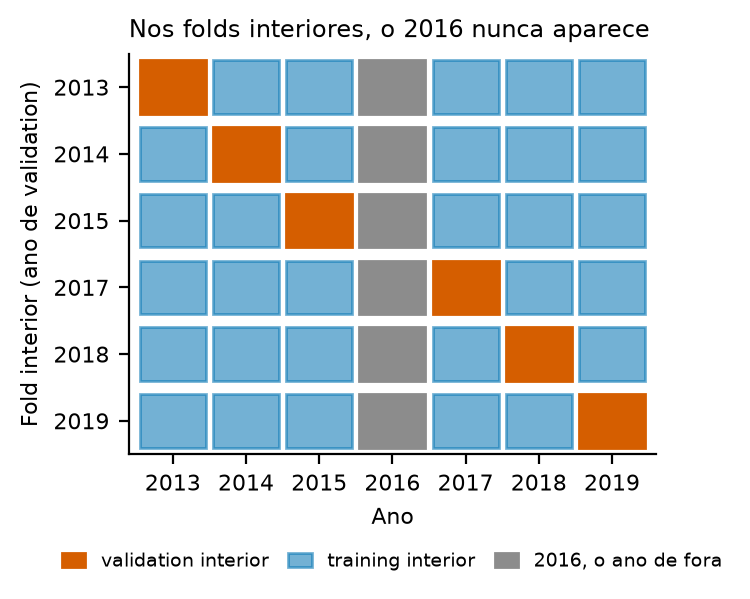 Nos folds interiores, o 2016 nunca aparece
Fold interior (ano de validation)
2013
2014
2015
2017
2018
2019
2013 2014 2015 2016 2017 2018 2019
Ano
validation interior training interior 2016, o ano de fora